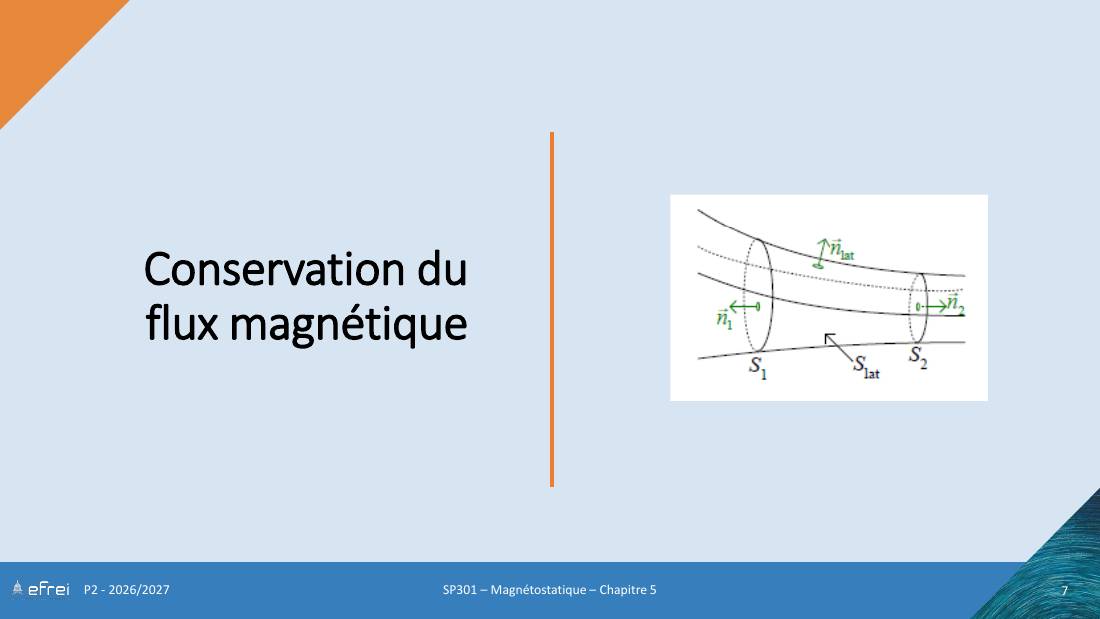 Conservation du
flux magnétique
n⃗lat
n⃗1
n⃗2
S1
Slat
S2
efrei
P2 - 2026/2027
SP301 – Magnétostatique – Chapitre 5
7